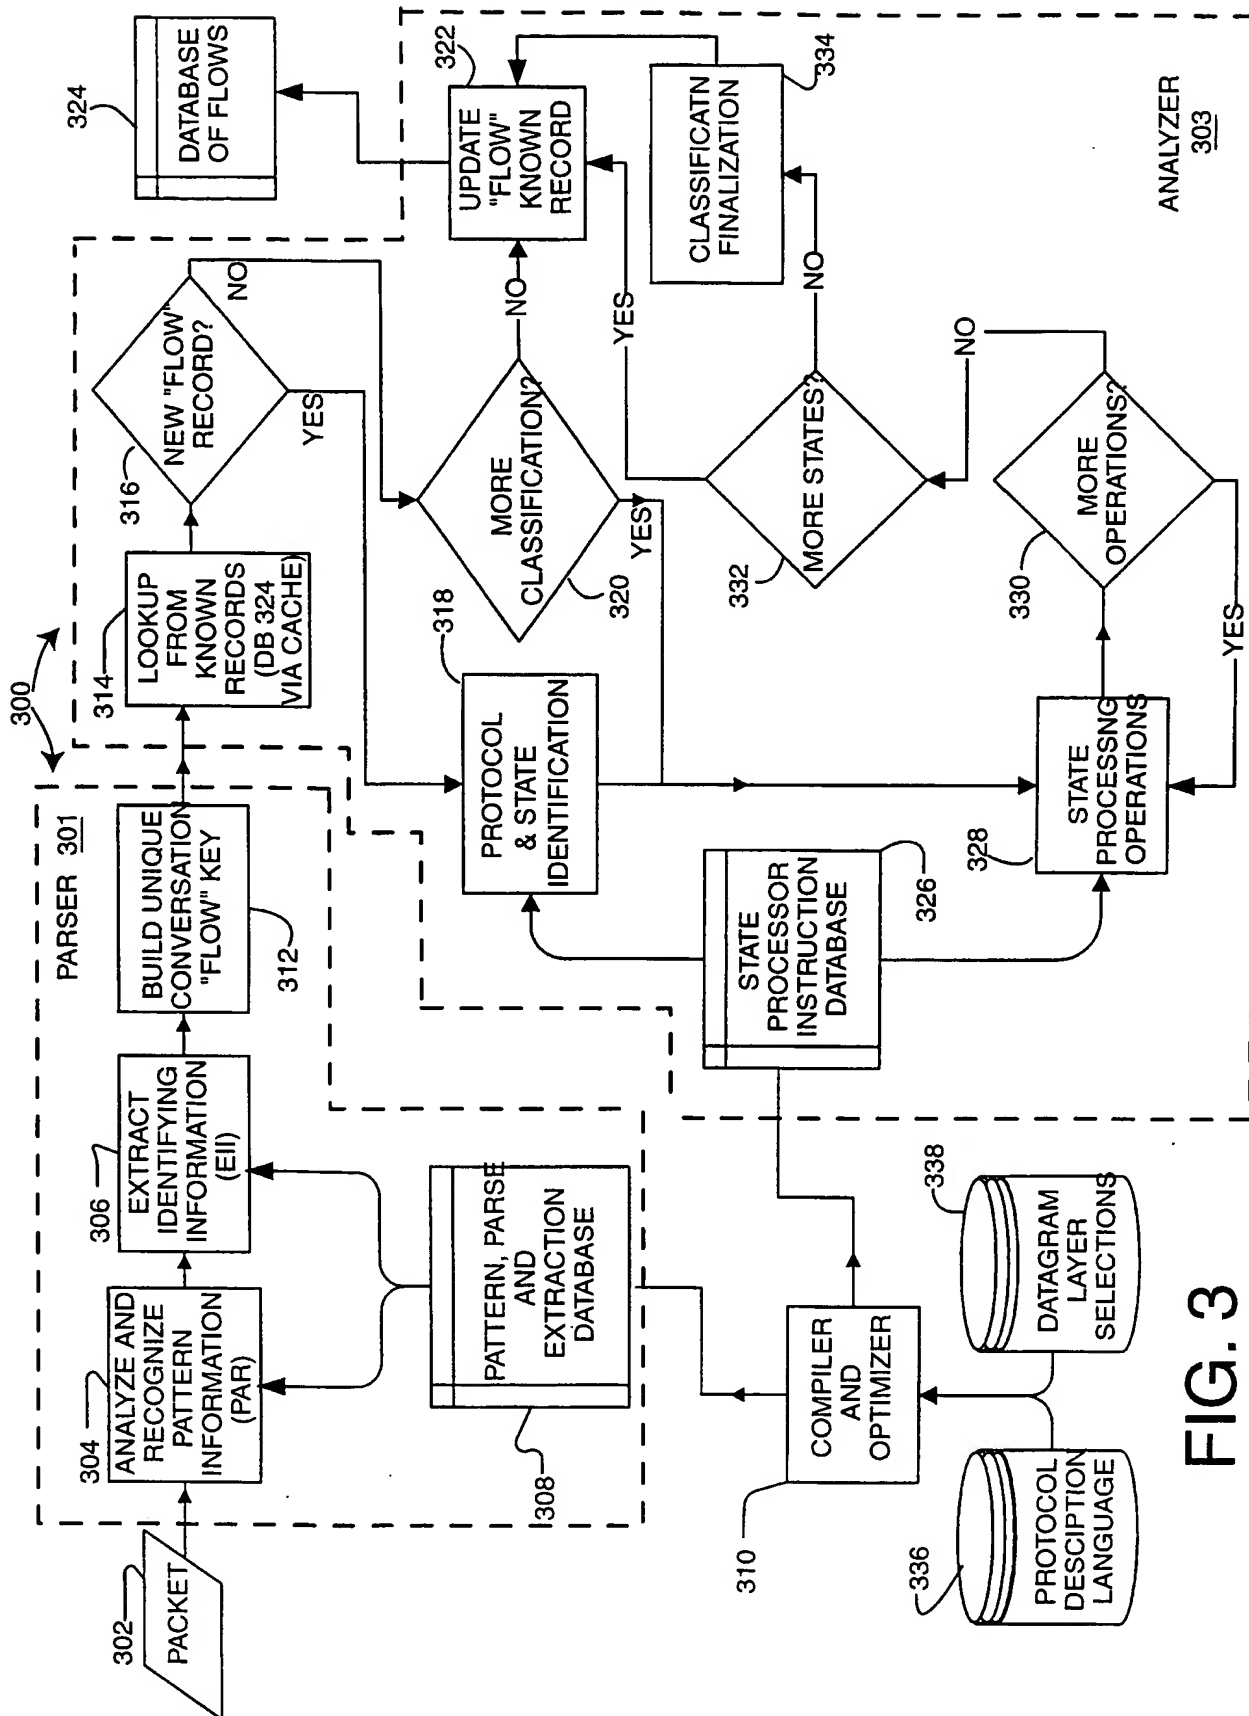 300
PARSER 301
302
PACKET
304
ANALYZE AND
RECOGNIZE
PATTERN
INFORMATION
(PAR)
306
EXTRACT
IDENTIFYING
INFORMATION
(EII)
BUILD UNIQUE
CONVERSATION
"FLOW" KEY
312
314
LOOKUP
FROM
KNOWN
RECORDS
(DB 324
VIA CACHE)
316
NEW "FLOW"
RECORD?
NO
YES
324
DATABASE
OF FLOWS
PATTERN, PARSE
AND
EXTRACTION
DATABASE
308
318
PROTOCOL
& STATE
IDENTIFICATION
MORE
CLASSIFICATION?
320
NO
YES
322
UPDATE
"FLOW"
KNOWN
RECORD
STATE
PROCESSOR
INSTRUCTION
DATABASE
326
YES
CLASSIFICATN
FINALIZATION
334
MORE STATES?
332
NO
310
COMPILER
AND
OPTIMIZER
328
STATE
PROCESSNG
OPERATIONS
330
MORE
OPERATIONS?
NO
YES
336
PROTOCOL
DESCIPTION
LANGUAGE
338
DATAGRAM
LAYER
SELECTIONS
ANALYZER
303
FIG. 3